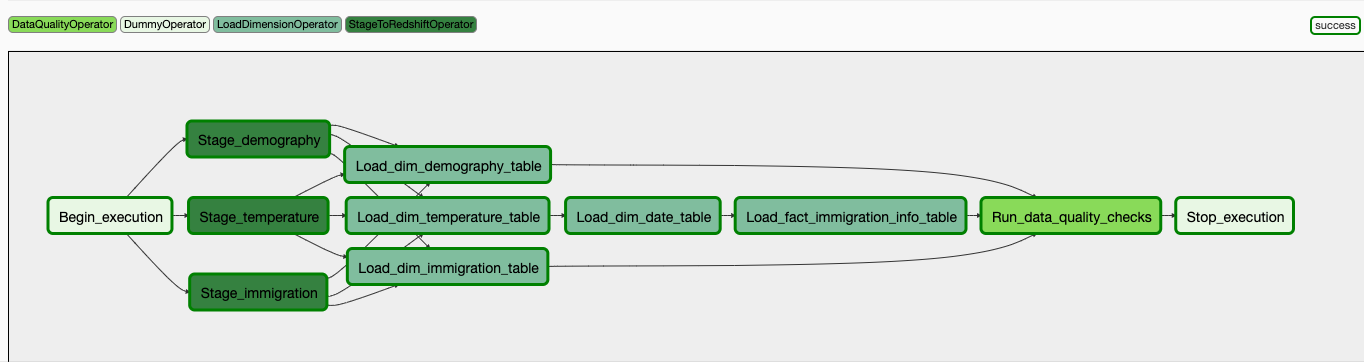 DataQualityOperator DummyOperator LoadDimensionOperator StageToRedshiftOperator success
Stage_demography
Load_dim_demography_table
Begin_execution Stage_temperature Load_dim_temperature_table Load_dim_date_table Load_fact_immigration_info_table Run_data_quality_checks Stop_execution
Load_dim_immigration_table
Stage_immigration